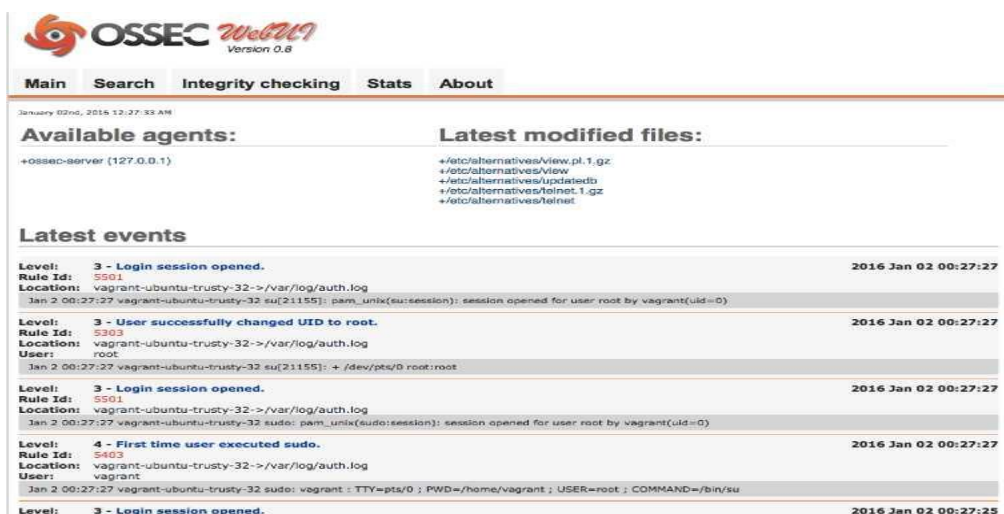 OSSEC WebUI
Version 0.8
Main Search Integrity checking Stats About
January 02nd, 2016 12:27:33 AM
Available agents:
+ossec-server (127.0.0.1)
Latest modified files:
+/etc/alternatives/view.pl.1.gz
+/etc/alternatives/view
+/etc/alternatives/updatedb
+/etc/alternatives/telnet.1.gz
+/etc/alternatives/telnet
Latest events
Level: 3 - Login session opened. 2016 Jan 02 00:27:27
Rule Id: 5501
Location: vagrant-ubuntu-trusty-32->/var/log/auth.log
Jan 2 00:27:27 vagrant-ubuntu-trusty-32 su[21155]: pam_unix(su:session): session opened for user root by vagrant(uid=0)
Level: 3 - User successfully changed UID to root. 2016 Jan 02 00:27:27
Rule Id: 5303
Location: vagrant-ubuntu-trusty-32->/var/log/auth.log
User: root
Jan 2 00:27:27 vagrant-ubuntu-trusty-32 su[21155]: + /dev/pts/0 root:root
Level: 3 - Login session opened. 2016 Jan 02 00:27:27
Rule Id: 5501
Location: vagrant-ubuntu-trusty-32->/var/log/auth.log
Jan 2 00:27:27 vagrant-ubuntu-trusty-32 sudo: pam_unix(sudo:session): session opened for user root by vagrant(uid=0)
Level: 4 - First time user executed sudo. 2016 Jan 02 00:27:27
Rule Id: 5403
Location: vagrant-ubuntu-trusty-32->/var/log/auth.log
User: vagrant
Jan 2 00:27:27 vagrant-ubuntu-trusty-32 sudo: vagrant : TTY=pts/0 ; PWD=/home/vagrant ; USER=root ; COMMAND=/bin/su
Level: 3 - Login session opened. 2016 Jan 02 00:27:25